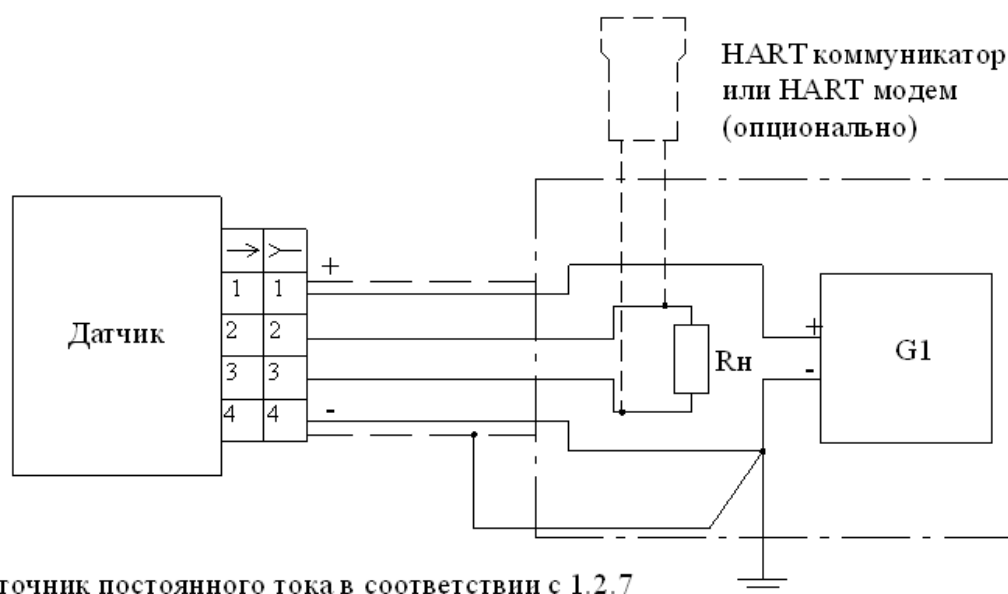 HART коммуникатор
или HART модем
(опционально)
+
1 1
Датчик
2 2
3 3
4 4
-
Rн
+
-
G1
точник постоянного тока в соответствии с 1.2.7